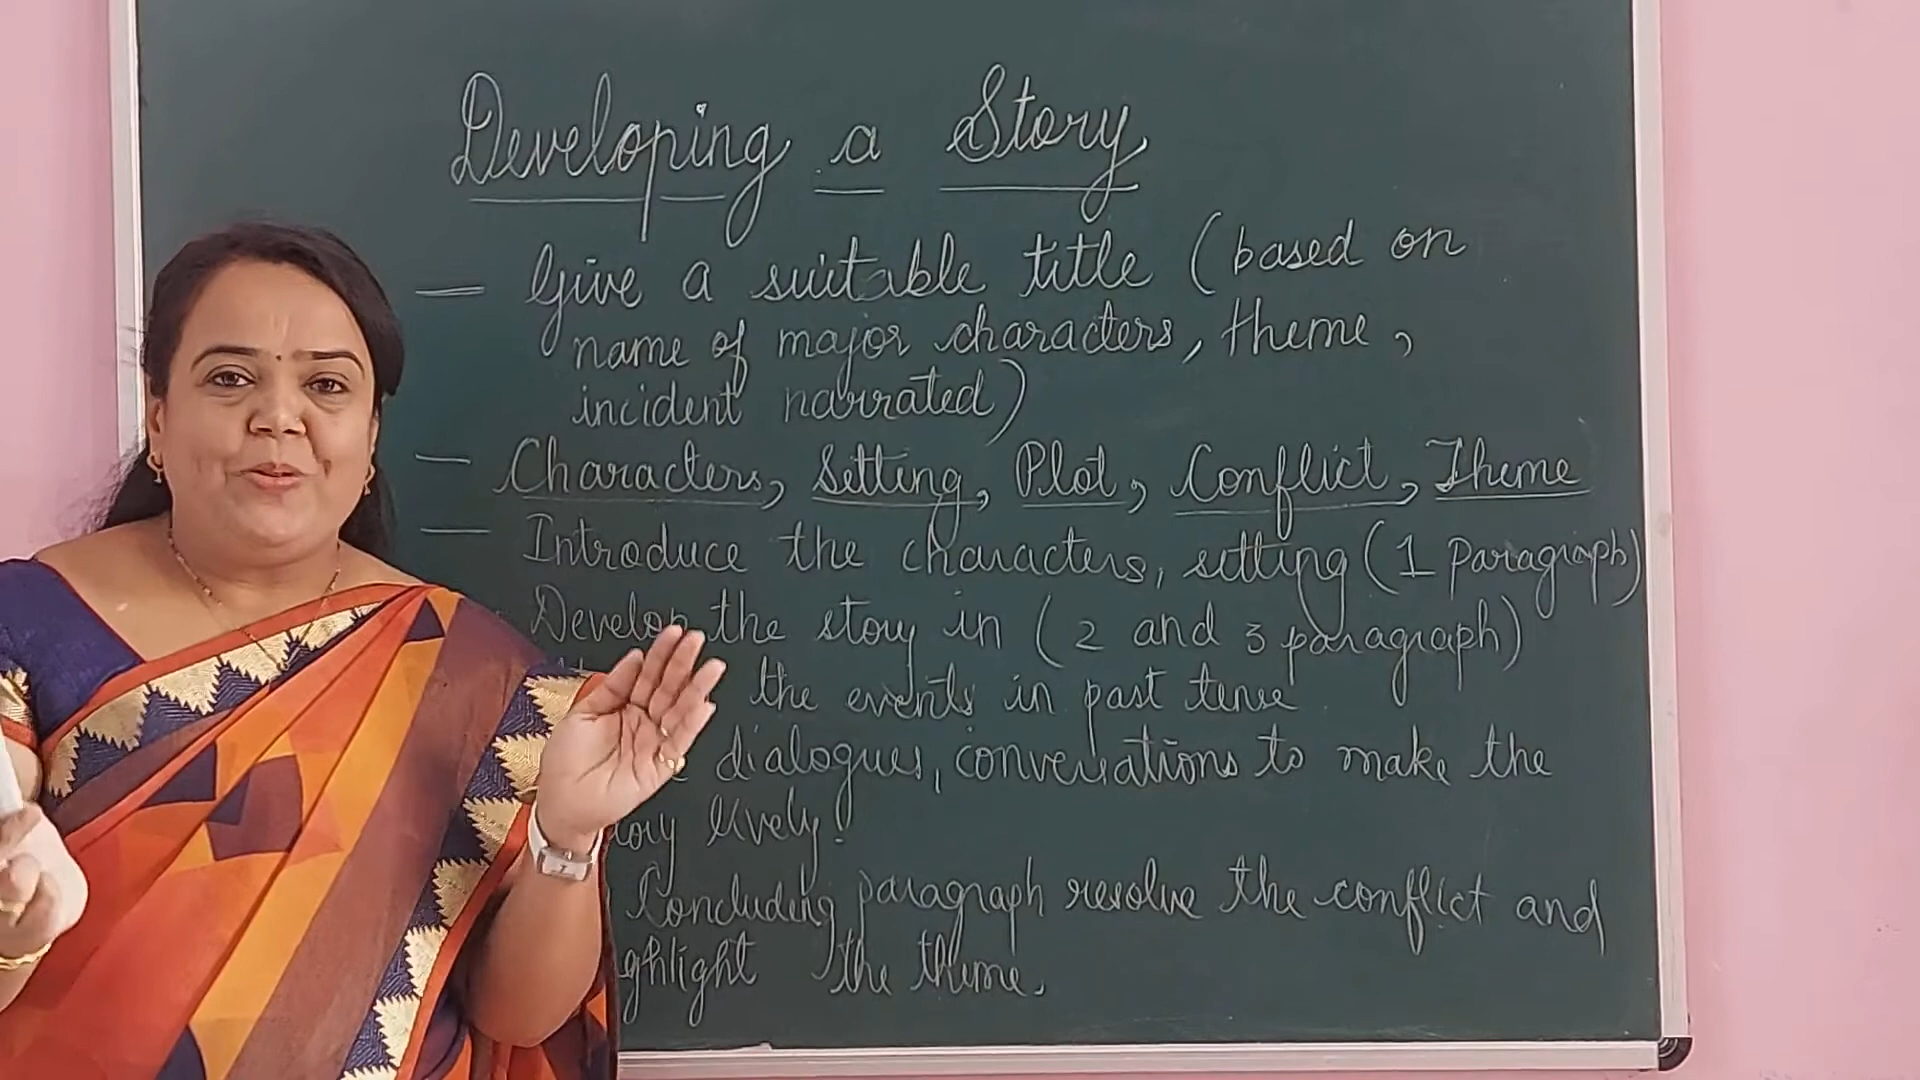 Developing a Story
— Give a suitable title (based on
name of major characters, theme,
incident narrated)
— Characters, Setting, Plot, Conflict, Theme
— Introduce the characters, setting (1 paragraph)
Develop the story in (2 and 3 paragraph)
the events in past tense
dialogues, conversations to make the
lively.
Concluding paragraph resolve the conflict and
the theme.